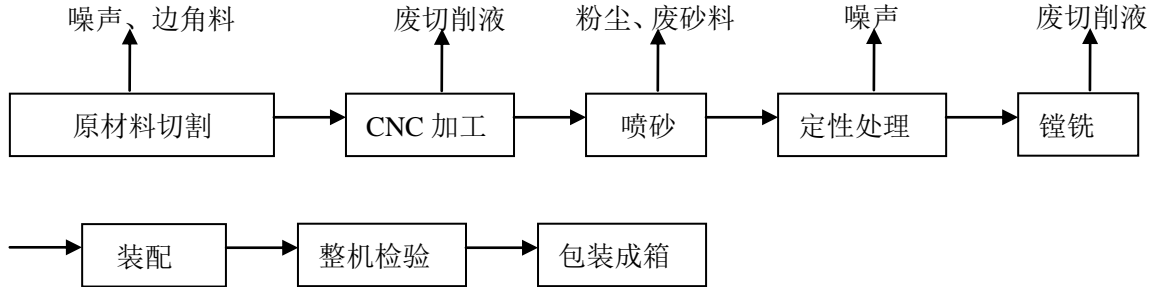 噪声、边角料 废切削液 粉尘、废砂料 噪声 废切削液
原材料切割 CNC 加工 喷砂 定性处理 镗铣
装配 整机检验 包装成箱